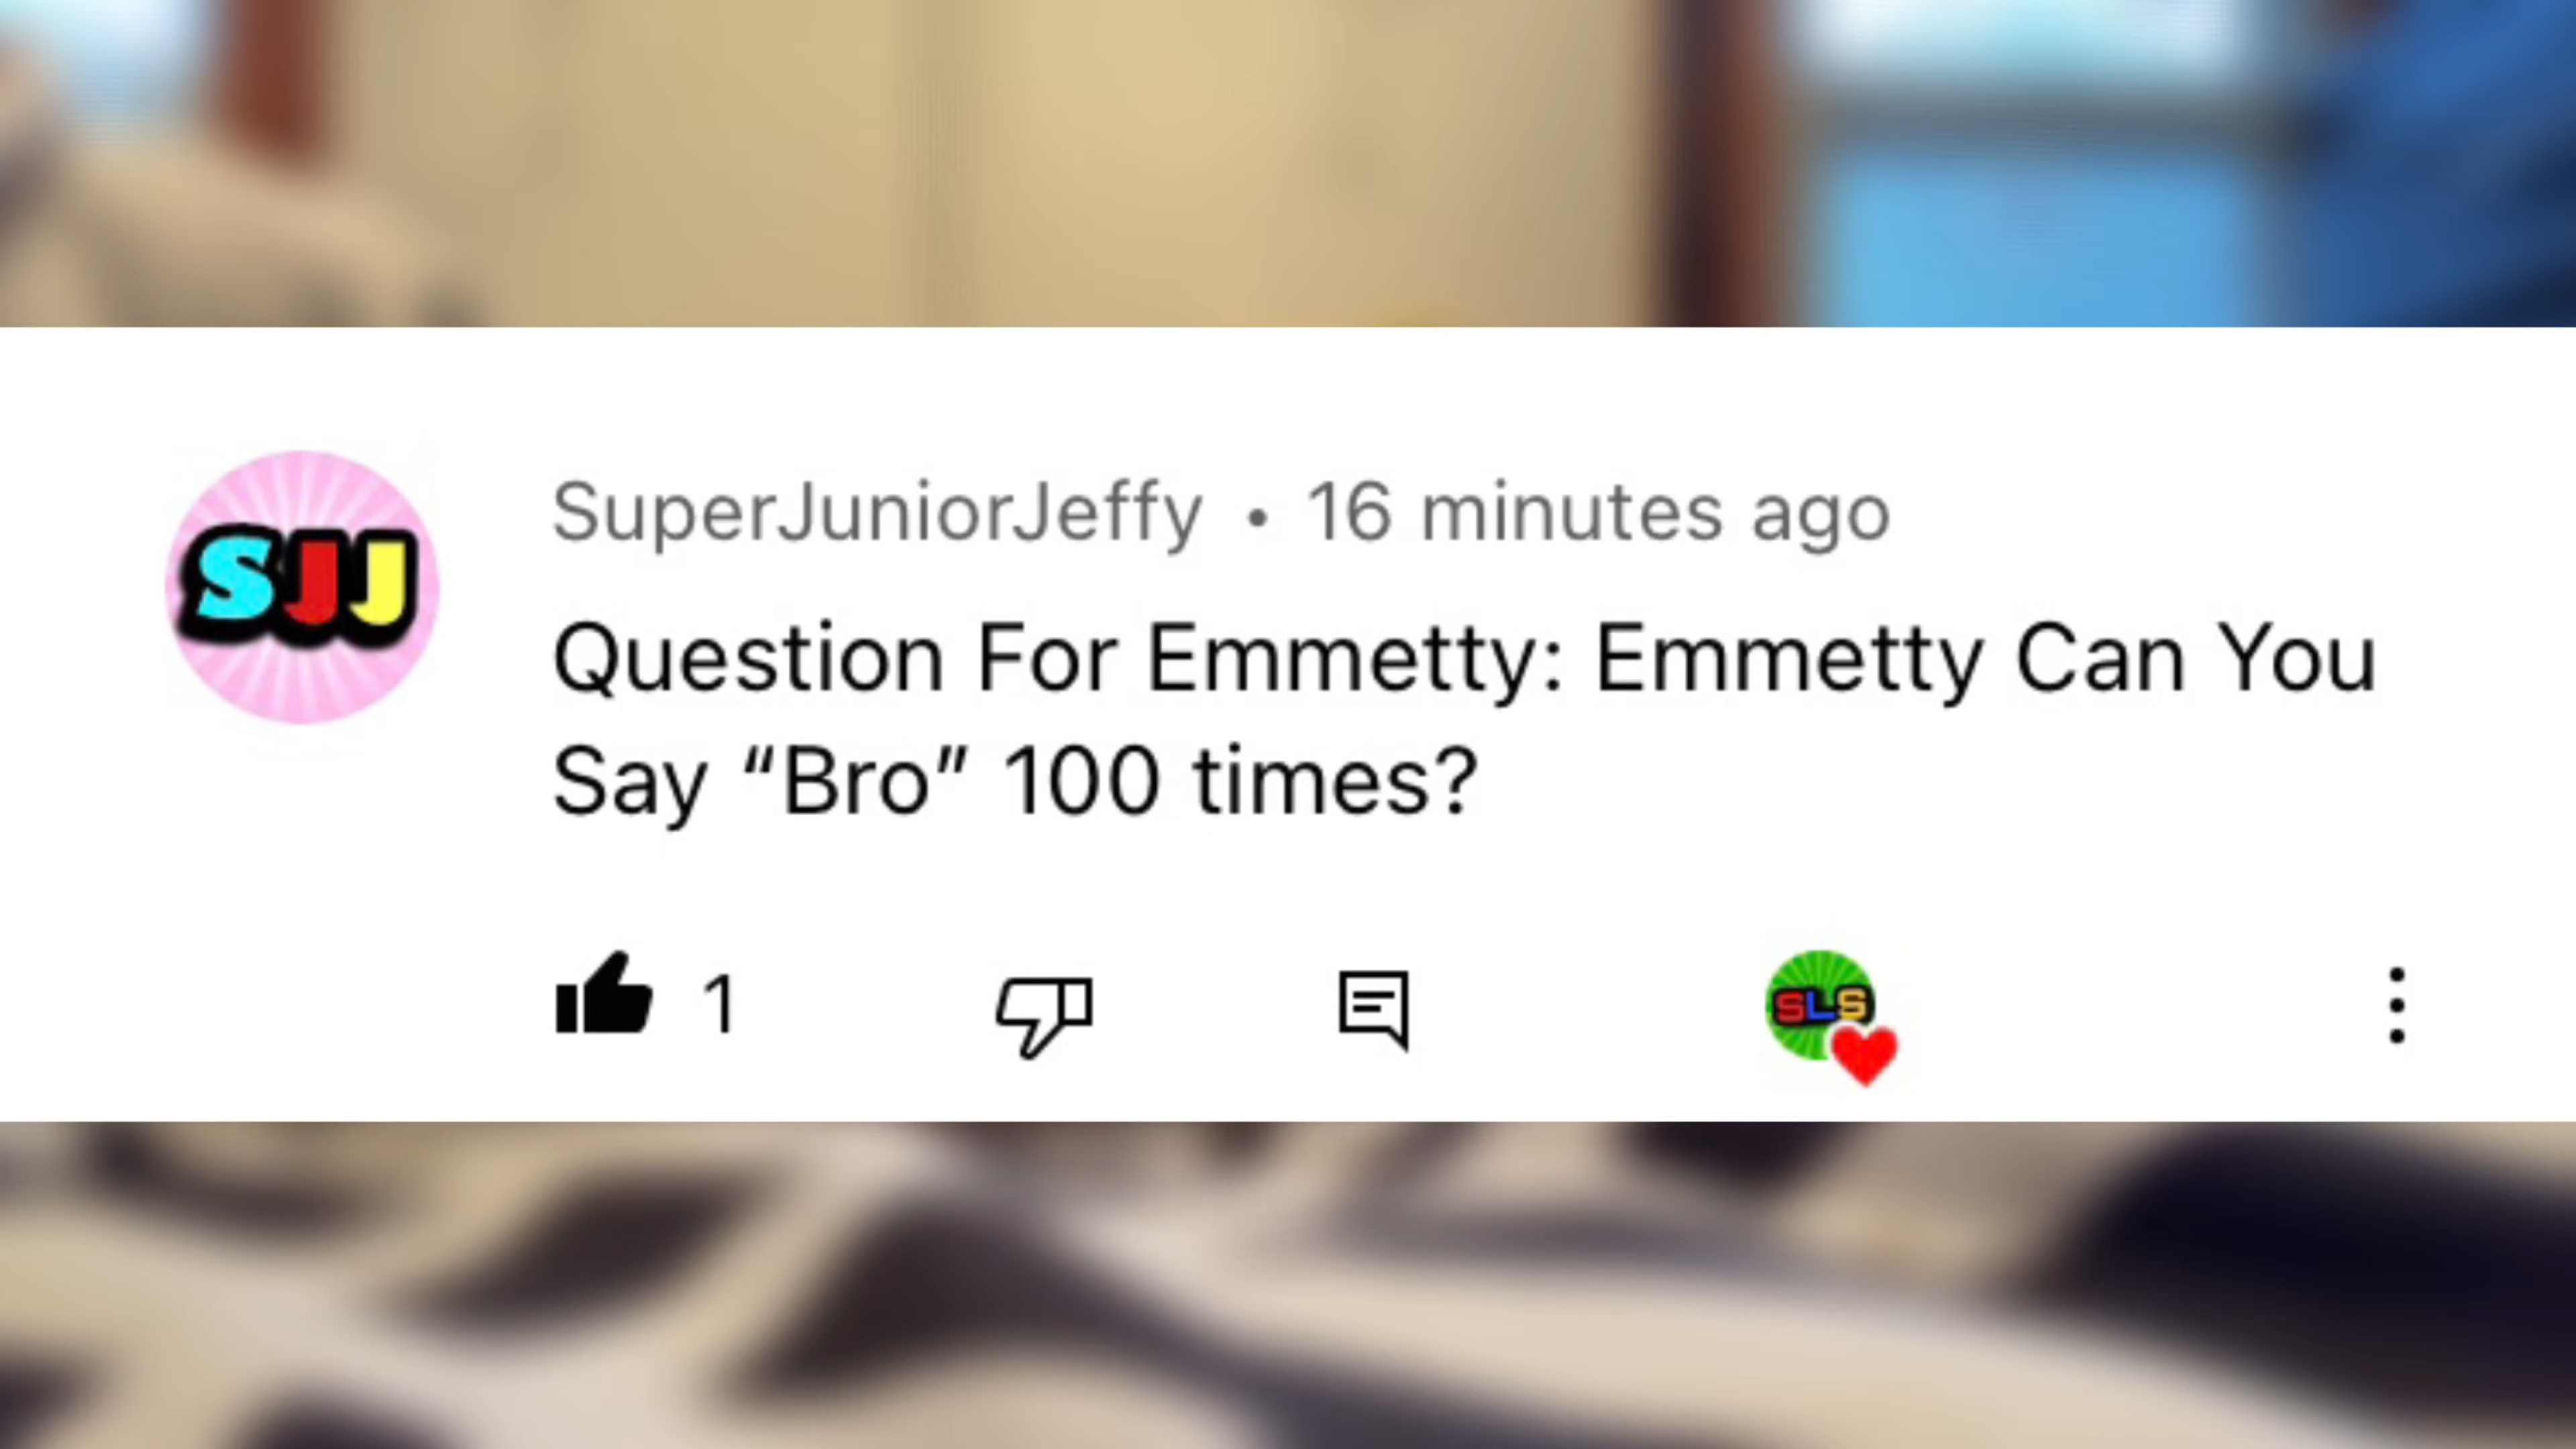 SJJ
SuperJuniorJeffy • 16 minutes ago
Question For Emmetty: Emmetty Can You
Say “Bro” 100 times?
1
SLS